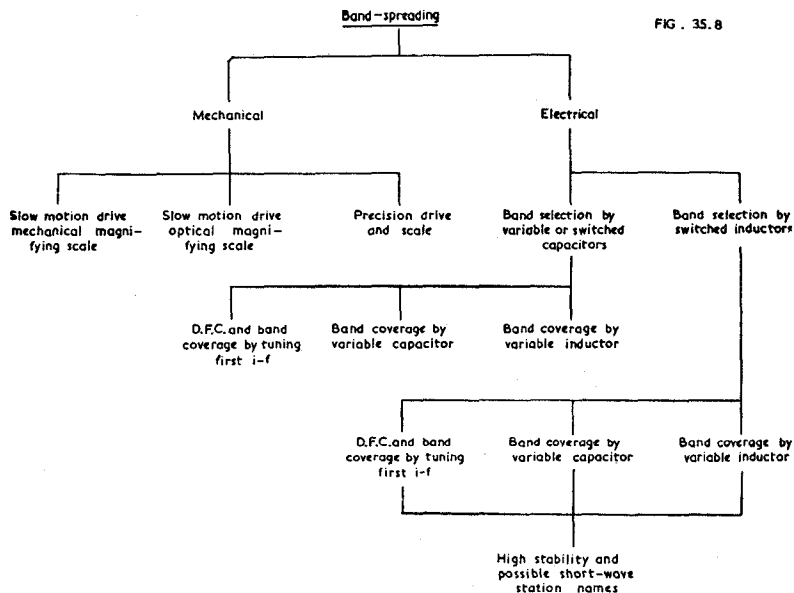 Band-spreading
FIG. 35.8
Mechanical
Electrical
Slow motion drive
mechanical magni-
fying scale
Slow motion drive
optical magni-
fying scale
Precision drive
and scale
Band selection by
variable or switched
capacitors
Band selection by
switched inductors
D.F.C. and band
coverage by tuning
first i-f
Band coverage by
variable capacitor
Band coverage by
variable inductor
D.F.C. and band
coverage by tuning
first i-f
Band coverage by
variable capacitor
Band coverage by
variable inductor
High stability and
possible short-wave
station names